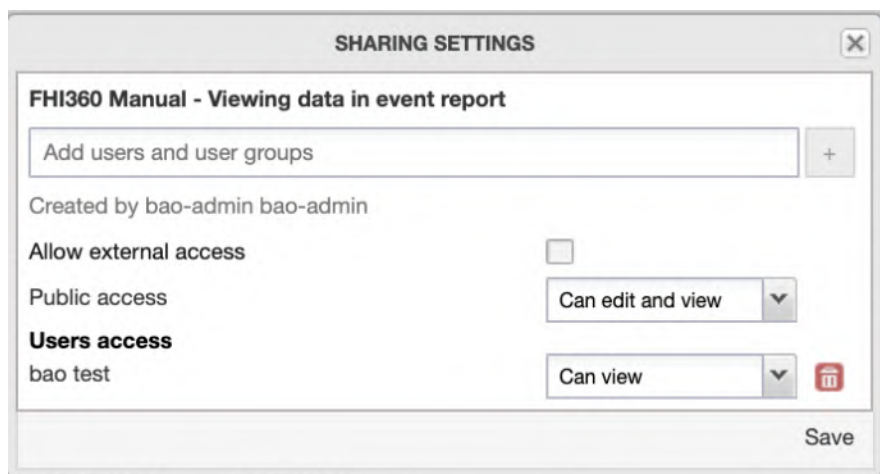 SHARING SETTINGS
FHI360 Manual - Viewing data in event report
Add users and user groups
+
Created by bao-admin bao-admin
Allow external access
Public access Can edit and view
Users access
bao test Can view
Save